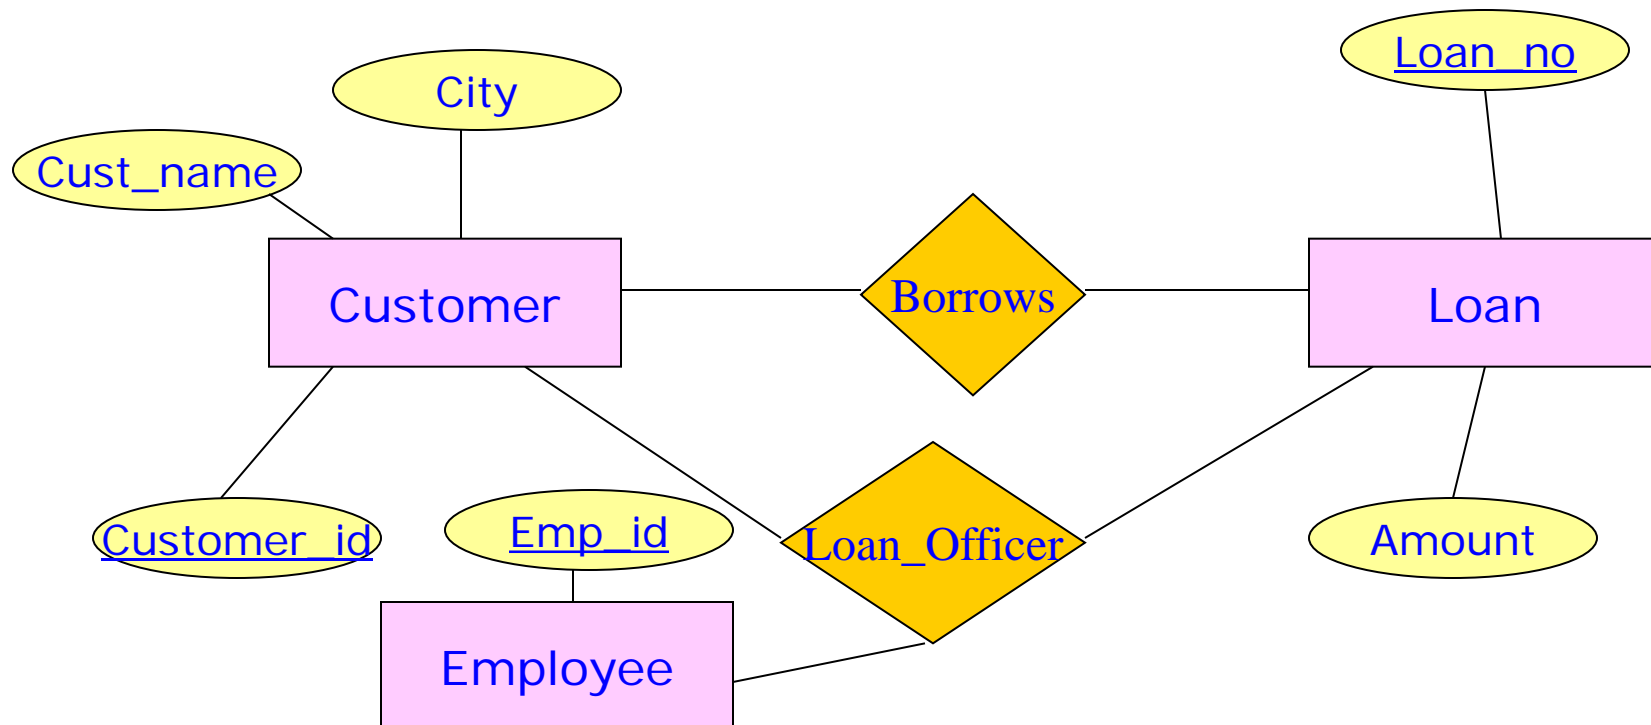 Loan_no
City
Cust_name
Borrows
Customer
Loan
Customer_id
Emp_id
Loan_Officer
Amount
Employee